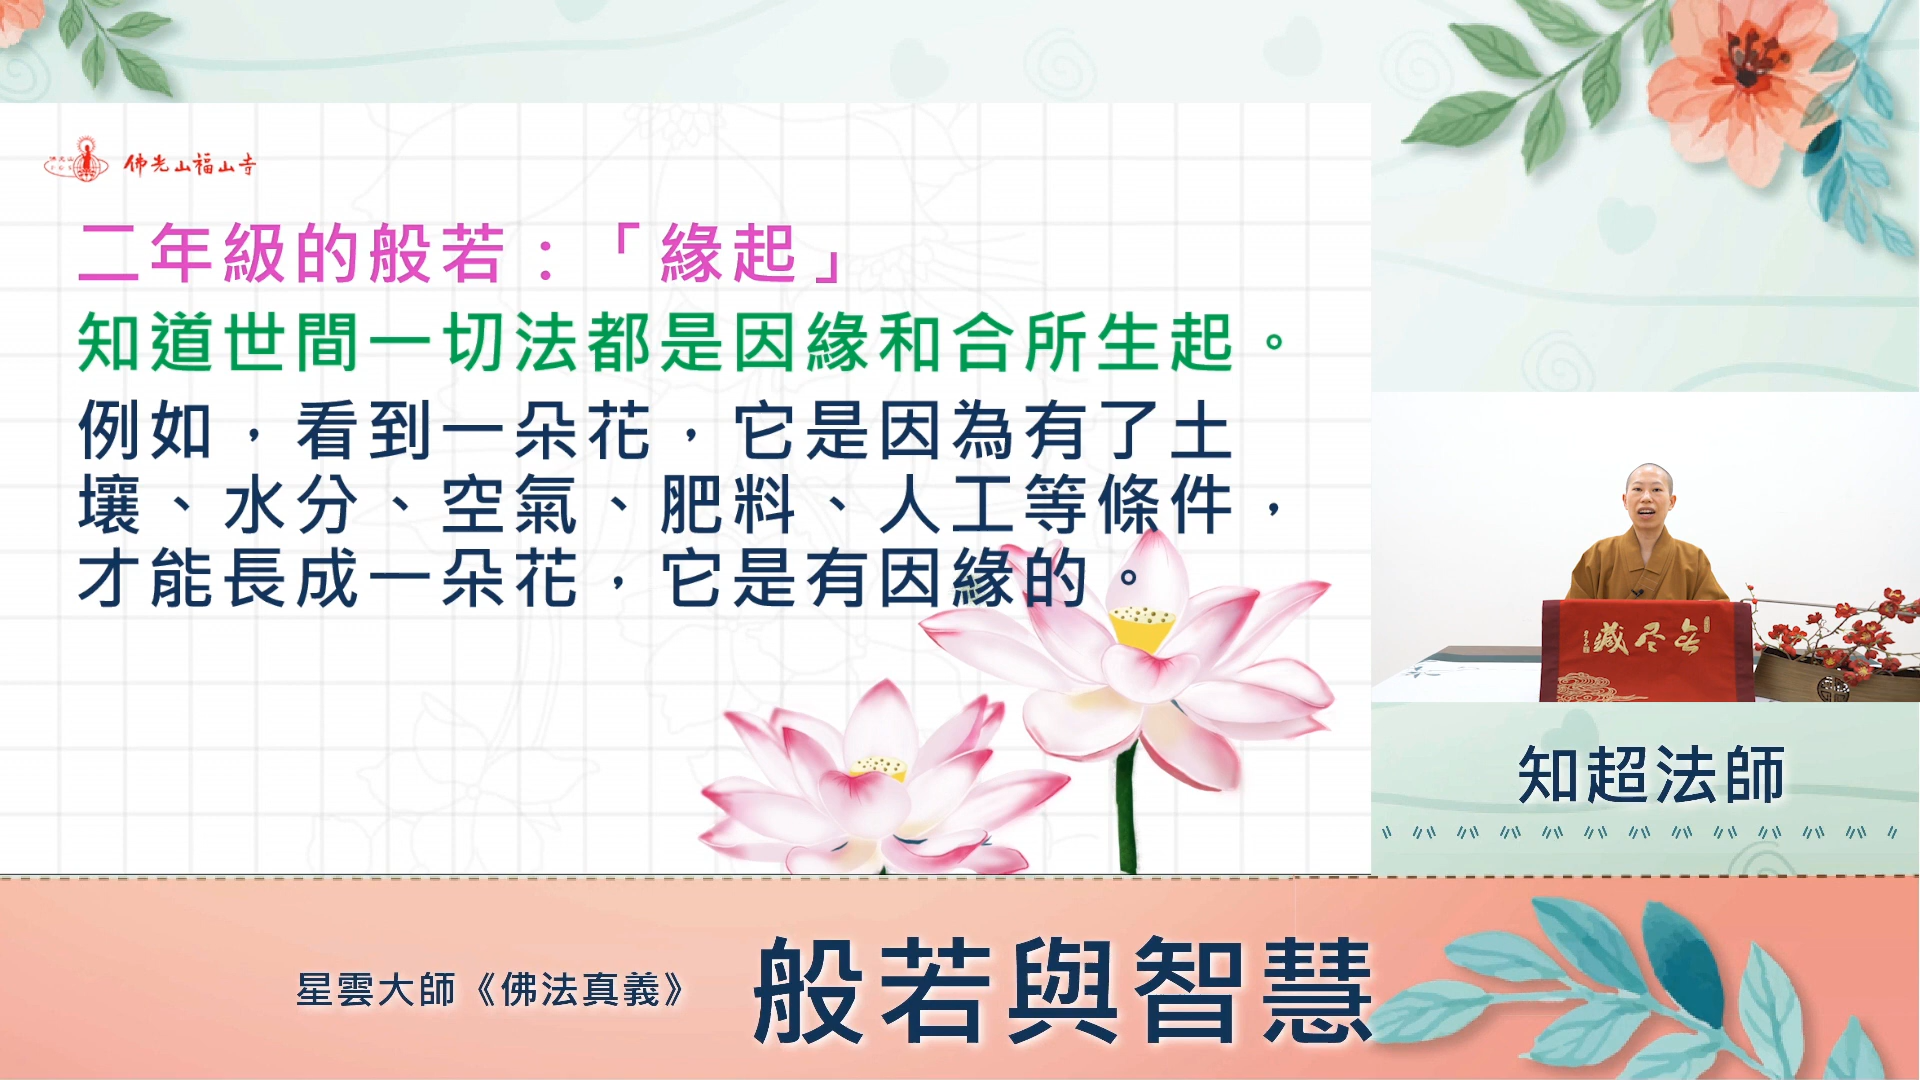 佛光山福山寺
二年級的般若：「緣起」
知道世間一切法都是因緣和合所生起。
例如，看到一朵花，它是因為有了土
壤、水分、空氣、肥料、人工等條件，
才能長成一朵花，它是有因緣的。
无尽藏
知超法師
星雲大師《佛法真義》
般若與智慧